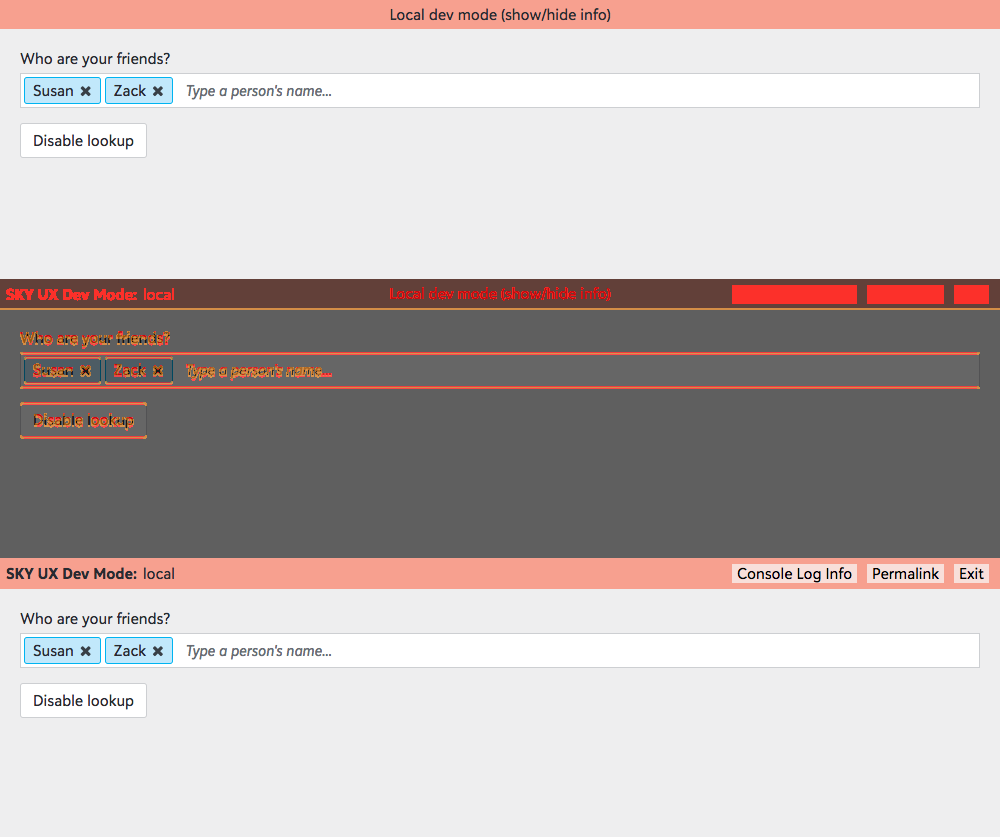 Local dev mode (show/hide info)
Who are your friends?
Susan ✖ Zack ✖ Type a person's name...
Disable lookup
SKY UX Dev Mode: local Local dev mode (show/hide info)
Who are your friends?
Susan ✖ Zack ✖ Type a person's name...
Disable lookup
SKY UX Dev Mode: local Console Log Info Permalink Exit
Who are your friends?
Susan ✖ Zack ✖ Type a person's name...
Disable lookup